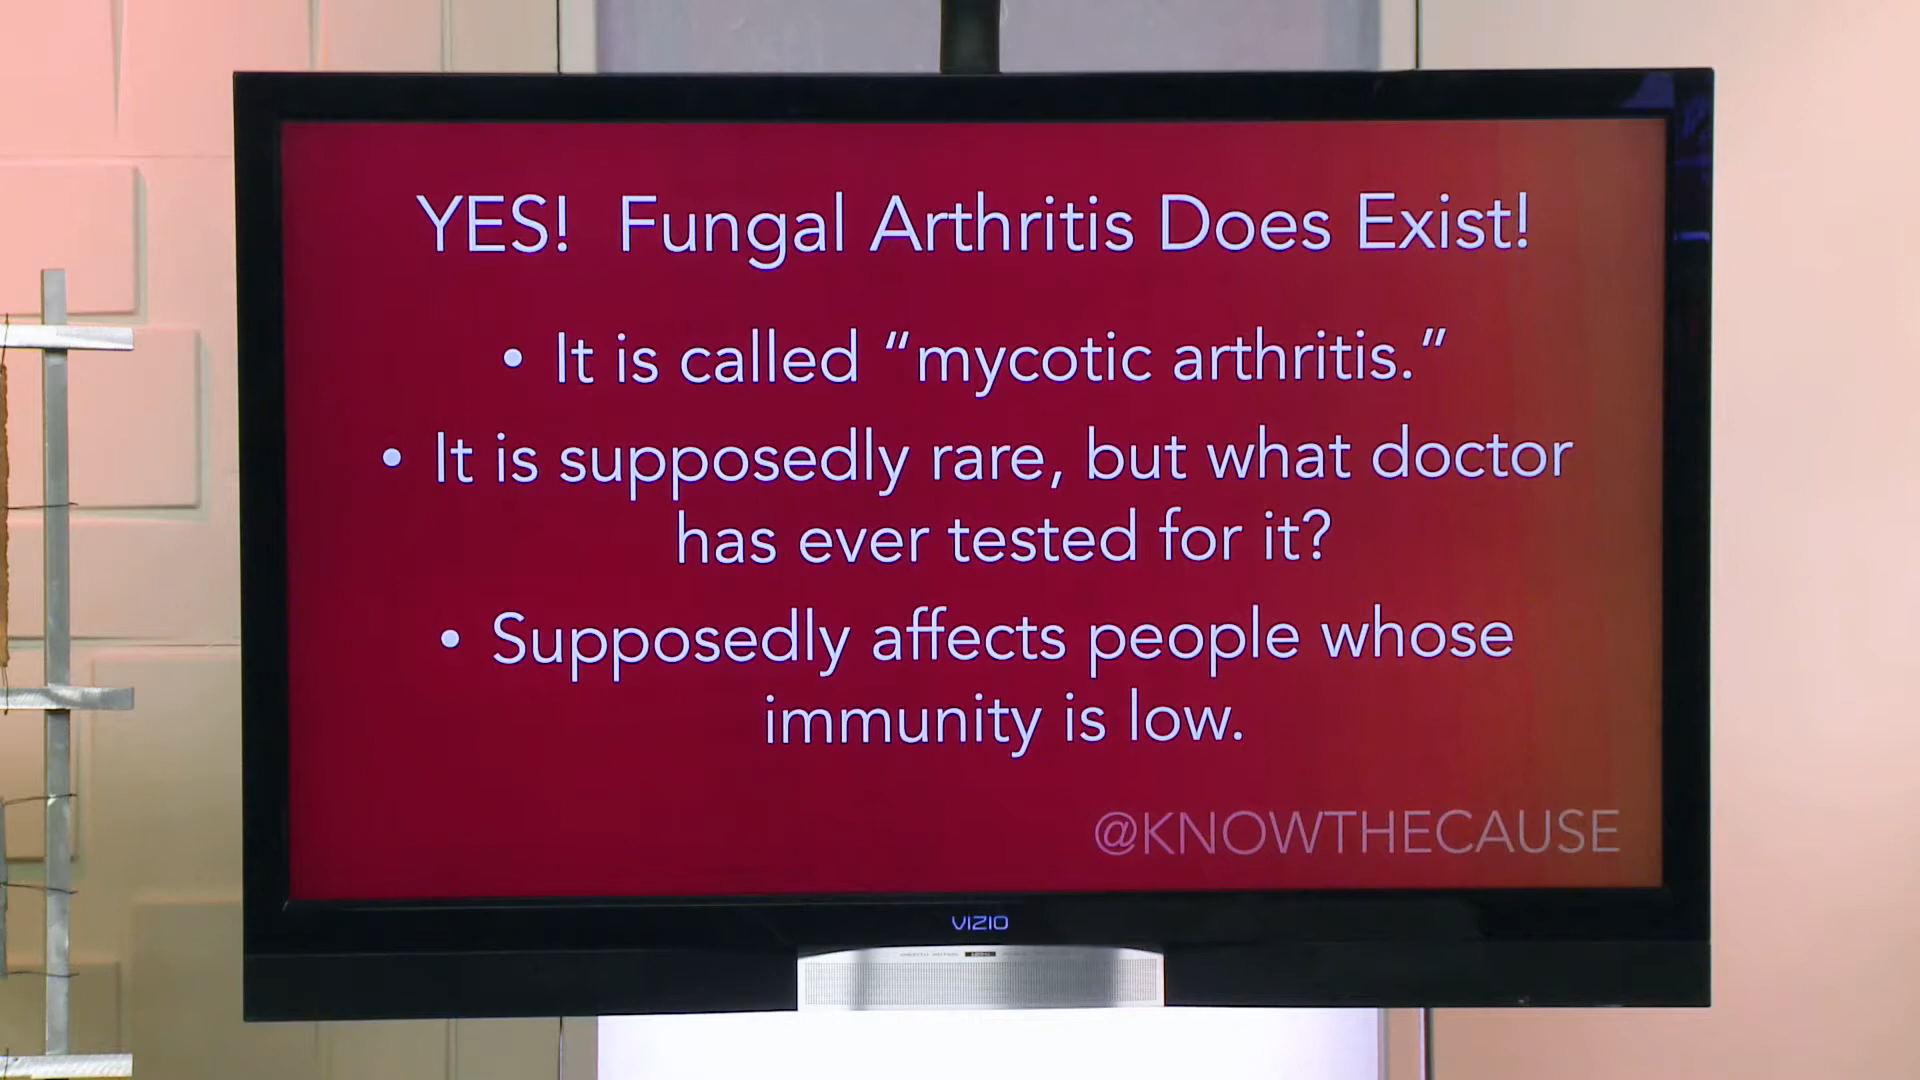 YES! Fungal Arthritis Does Exist!
• It is called “mycotic arthritis.”
• It is supposedly rare, but what doctor
has ever tested for it?
• Supposedly affects people whose
immunity is low.
@KNOWTHECAUSE
VIZIO